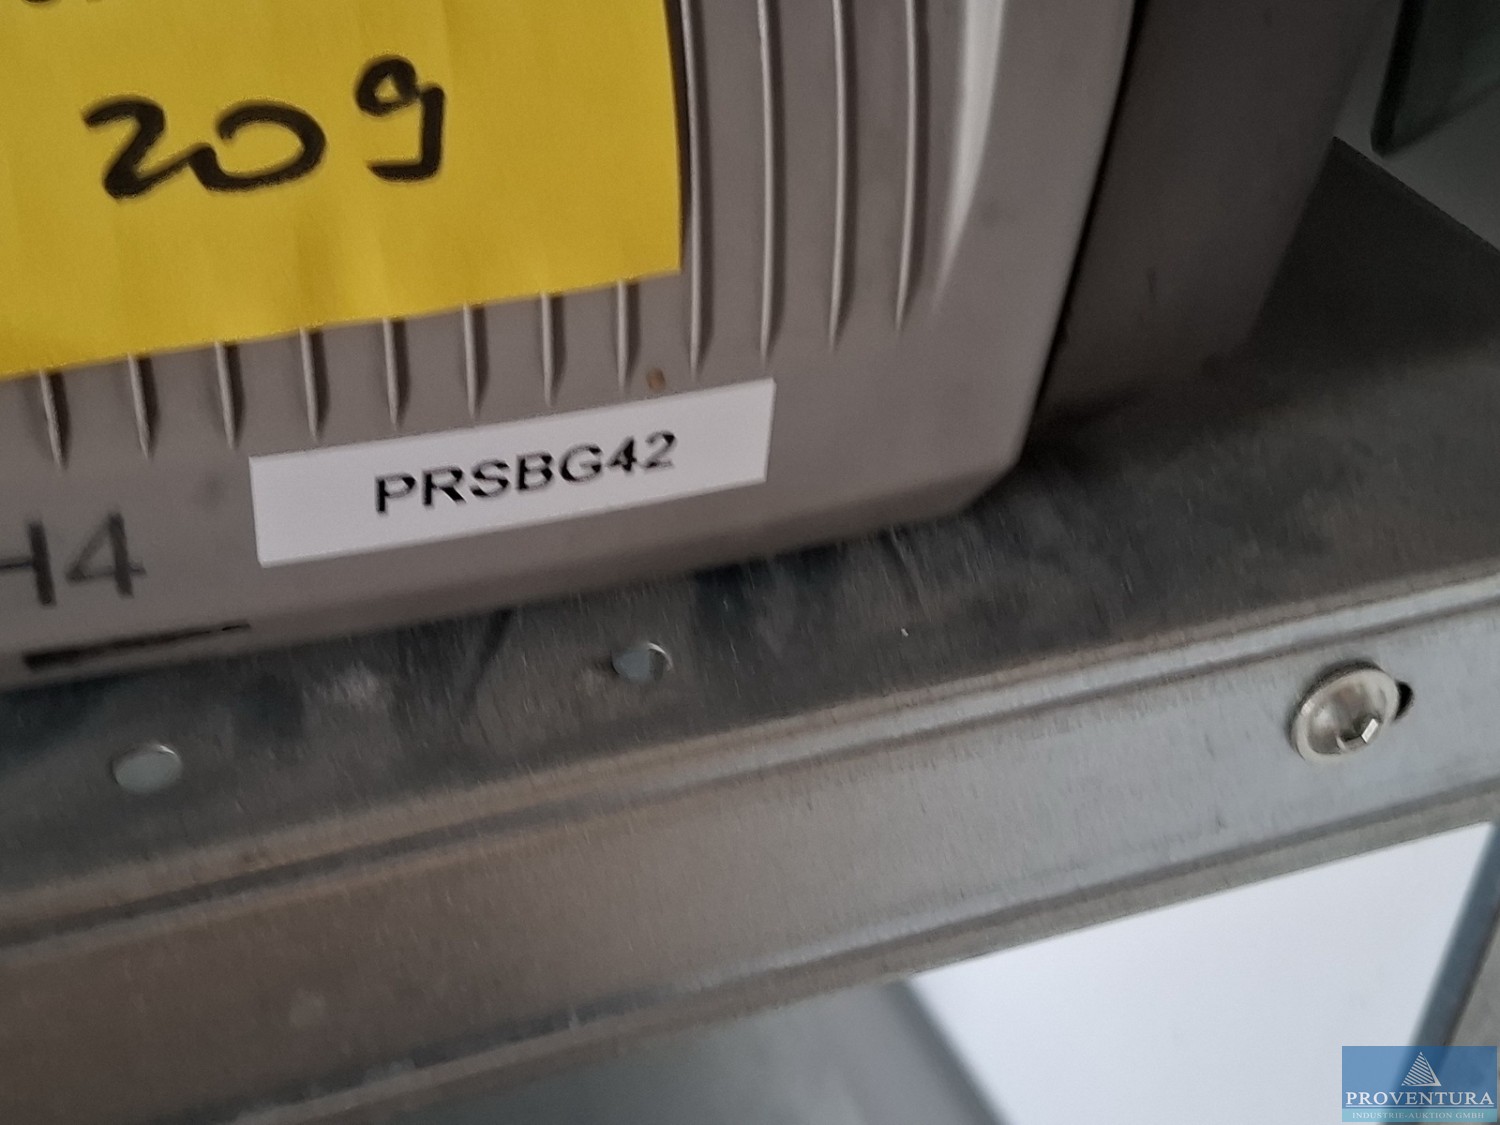 209
PRSBG42
H4
PROVENTURA
INDUSTRIE-AUKTION GMBH